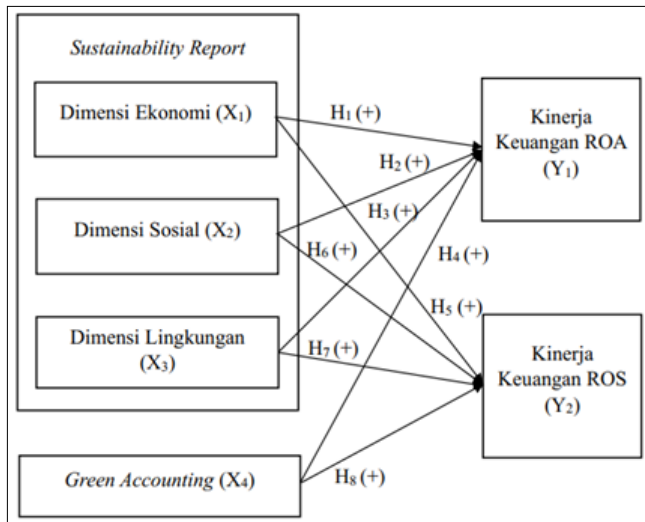 Sustainability Report
Dimensi Ekonomi (X₁)
Dimensi Sosial (X₂)
Dimensi Lingkungan
(X₃)
Green Accounting (X₄)
H₁ (+)
H₂ (+)
H₃ (+)
H₄ (+)
H₆ (+)
H₅ (+)
H₇ (+)
H₈ (+)
Kinerja
Keuangan ROA
(Y₁)
Kinerja
Keuangan ROS
(Y₂)